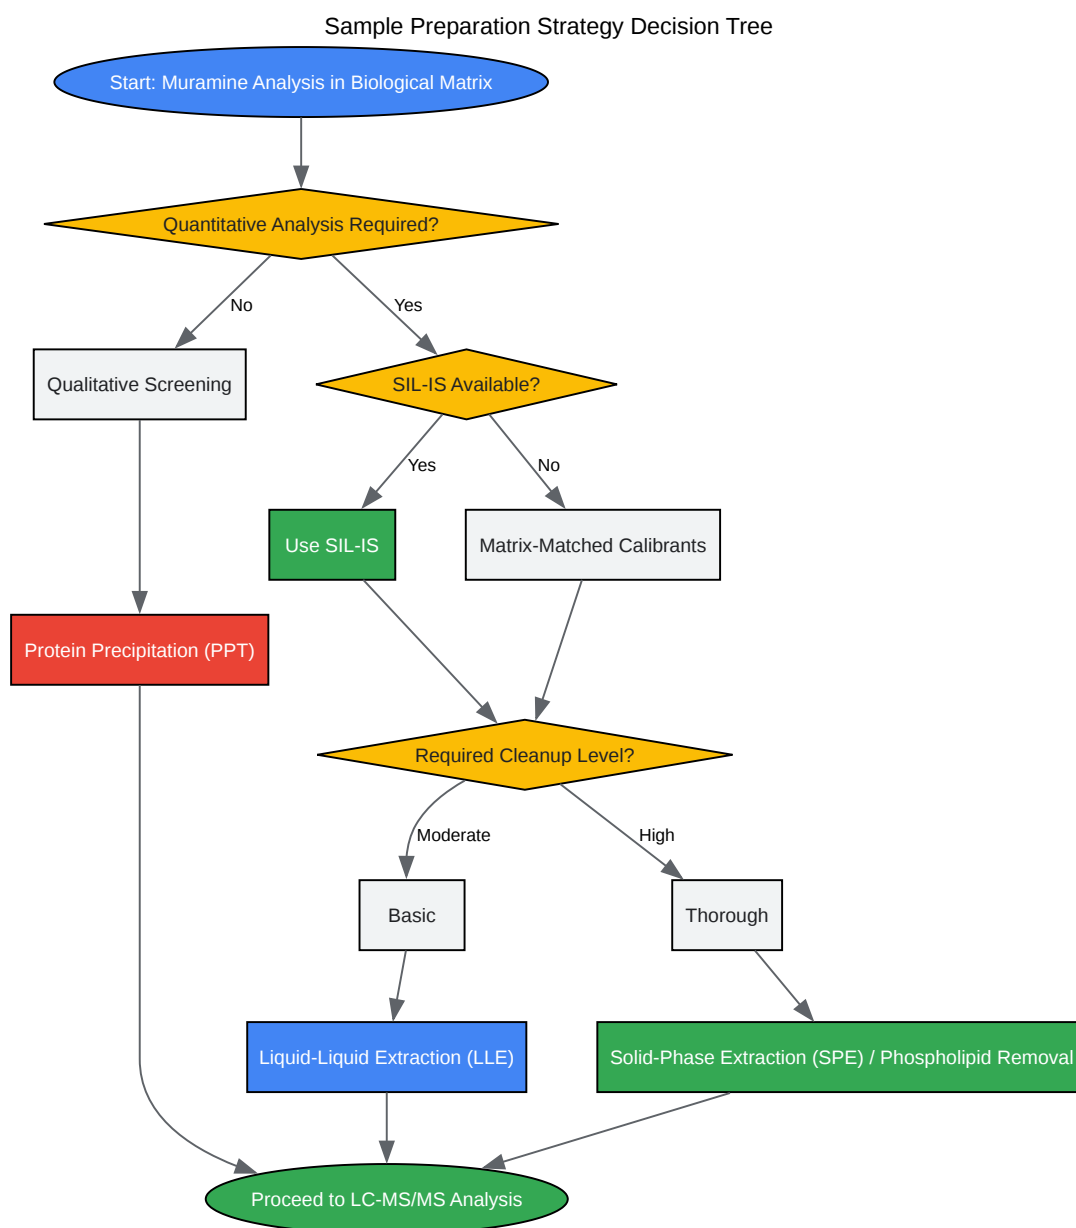 Sample Preparation Strategy Decision Tree
Start: Muramine Analysis in Biological Matrix
Quantitative Analysis Required?
No
Yes
Qualitative Screening
SIL-IS Available?
Yes
No
Use SIL-IS
Matrix-Matched Calibrants
Protein Precipitation (PPT)
Required Cleanup Level?
Moderate
High
Basic
Thorough
Liquid-Liquid Extraction (LLE)
Solid-Phase Extraction (SPE) / Phospholipid Removal
Proceed to LC-MS/MS Analysis